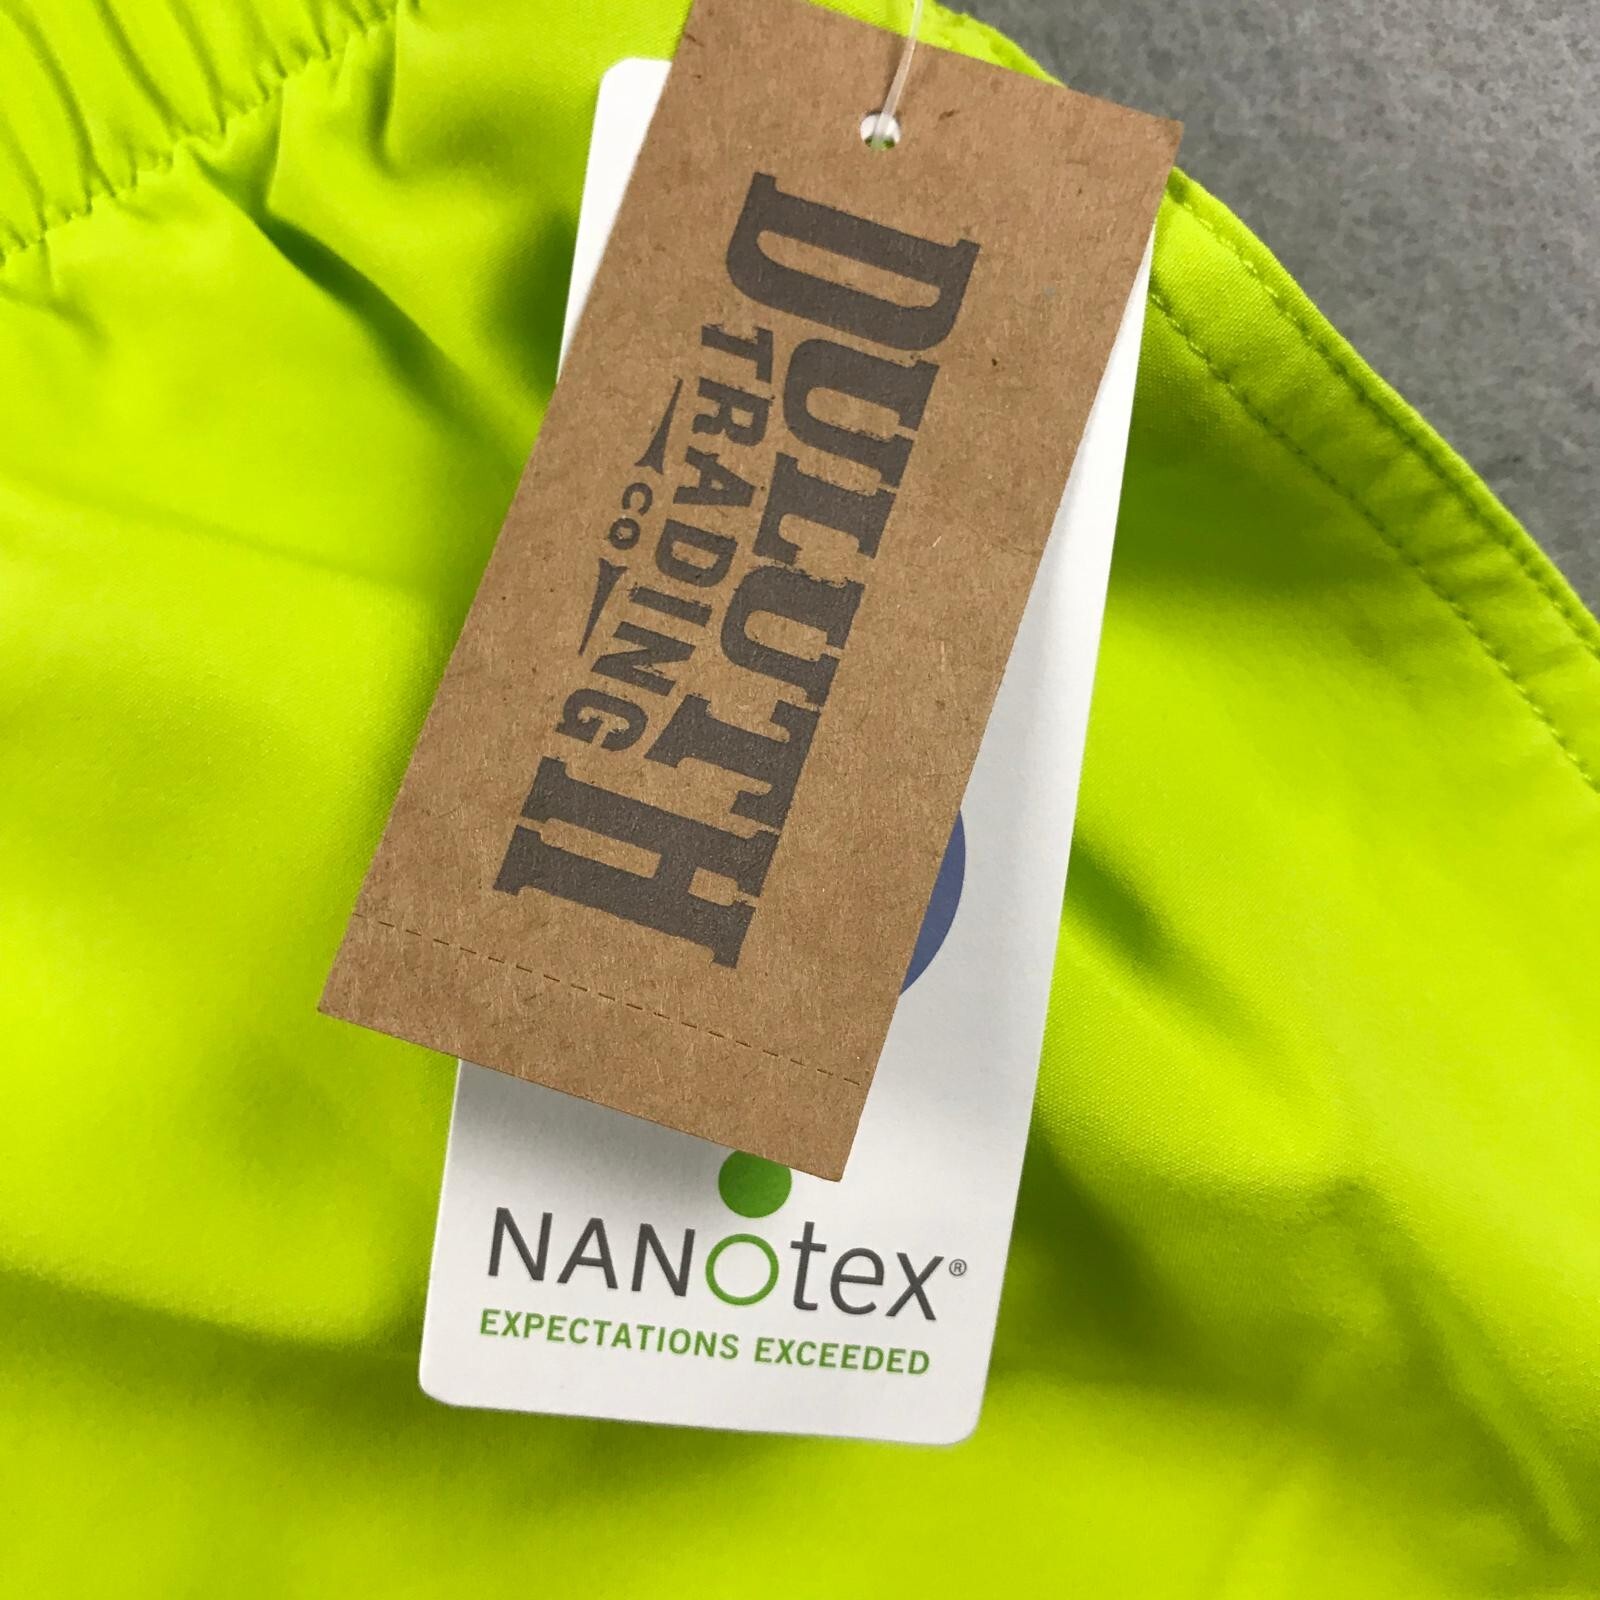 DULUTH
TRADING
CO
NANOtex®
EXPECTATIONS EXCEEDED